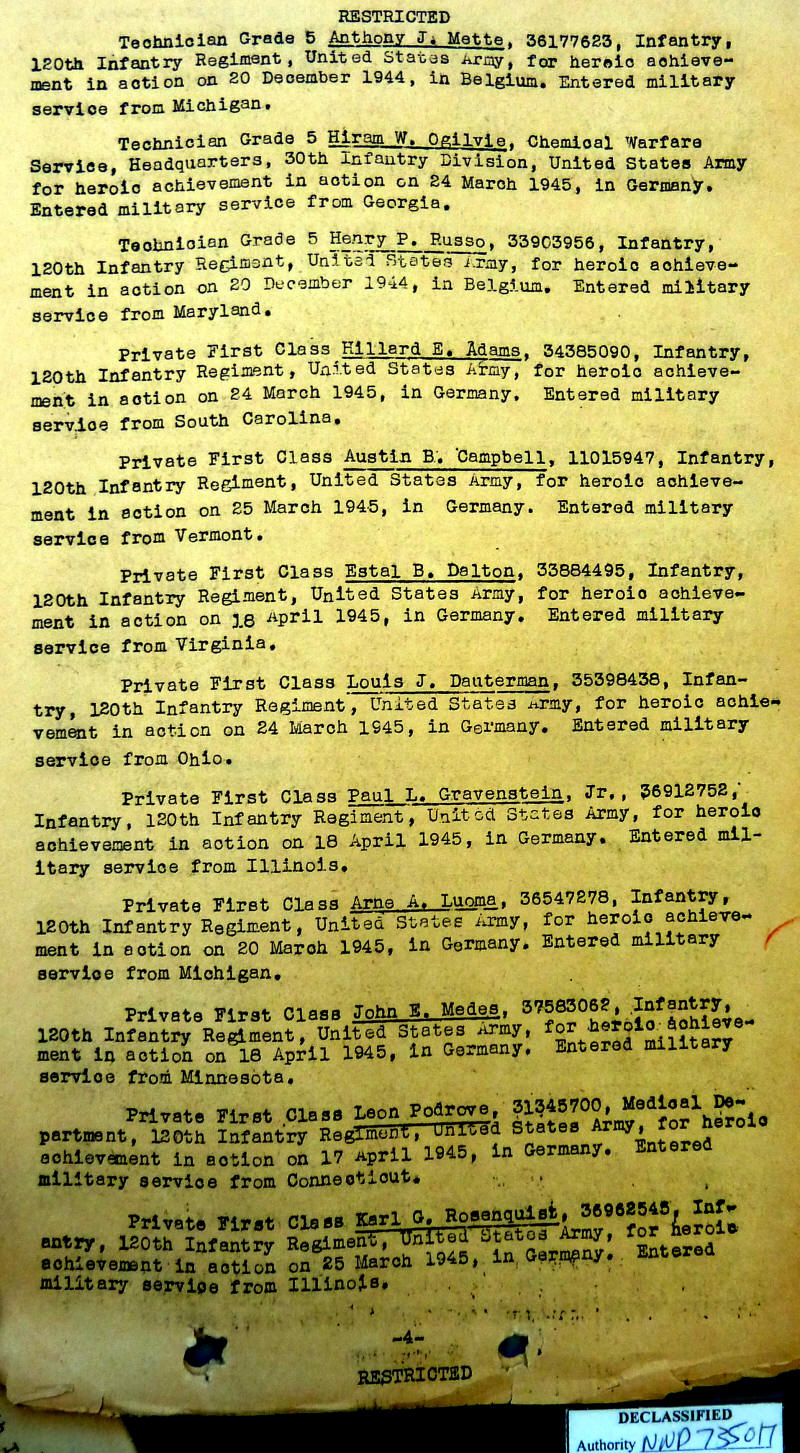 RESTRICTED
Technician Grade 5 Anthony J. Mette, 36177623, Infantry,
120th Infantry Regiment, United States Army, for heroic achieve-
ment in action on 20 December 1944, in Belgium. Entered military
service from Michigan.
Technician Grade 5 Hiram W. Ogilvie, Chemical Warfare
Service, Headquarters, 30th Infantry Division, United States Army
for heroic achievement in action on 24 March 1945, in Germany.
Entered military service from Georgia.
Technician Grade 5 Henry P. Russo, 33903956, Infantry,
120th Infantry Regiment, United States Army, for heroic achieve-
ment in action on 20 December 1944, in Belgium. Entered military
service from Maryland.
Private First Class Hillard E. Adams, 34385090, Infantry,
120th Infantry Regiment, United States Army, for heroic achieve-
ment in action on 24 March 1945, in Germany. Entered military
service from South Carolina.
Private First Class Austin B. Campbell, 11015947, Infantry,
120th Infantry Regiment, United States Army, for heroic achieve-
ment in action on 25 March 1945, in Germany. Entered military
service from Vermont.
Private First Class Estal B. Dalton, 33884495, Infantry,
120th Infantry Regiment, United States Army, for heroic achieve-
ment in action on 18 April 1945, in Germany. Entered military
service from Virginia.
Private First Class Louis J. Dauterman, 35398438, Infan-
try, 120th Infantry Regiment, United States Army, for heroic achie-
vement in action on 24 March 1945, in Germany. Entered military
service from Ohio.
Private First Class Paul L. Gravenstein, Jr., 36912752,
Infantry, 120th Infantry Regiment, United States Army, for heroic
achievement in action on 18 April 1945, in Germany. Entered mil-
itary service from Illinois.
Private First Class Arne A. Luoma, 36547278, Infantry,
120th Infantry Regiment, United States Army, for heroic achieve-
ment in action on 20 March 1945, in Germany. Entered military
service from Michigan.
Private First Class John E. Medes, 37583062, Infantry,
120th Infantry Regiment, United States Army, for heroic achieve-
ment in action on 18 April 1945, in Germany. Entered military
service from Minnesota.
Private First Class Leon Podrove, 31345700, Medical De-
partment, 120th Infantry Regiment, United States Army, for heroic
achievement in action on 17 April 1945, in Germany. Entered
military service from Connecticut.
Private First Class Karl G. Rosenquist, 36962545, Inf-
antry, 120th Infantry Regiment, United States Army, for heroic
achievement in action on 25 March 1945, in Germany. Entered
military service from Illinois.
-4-
RESTRICTED
DECLASSIFIED
Authority NND 735017